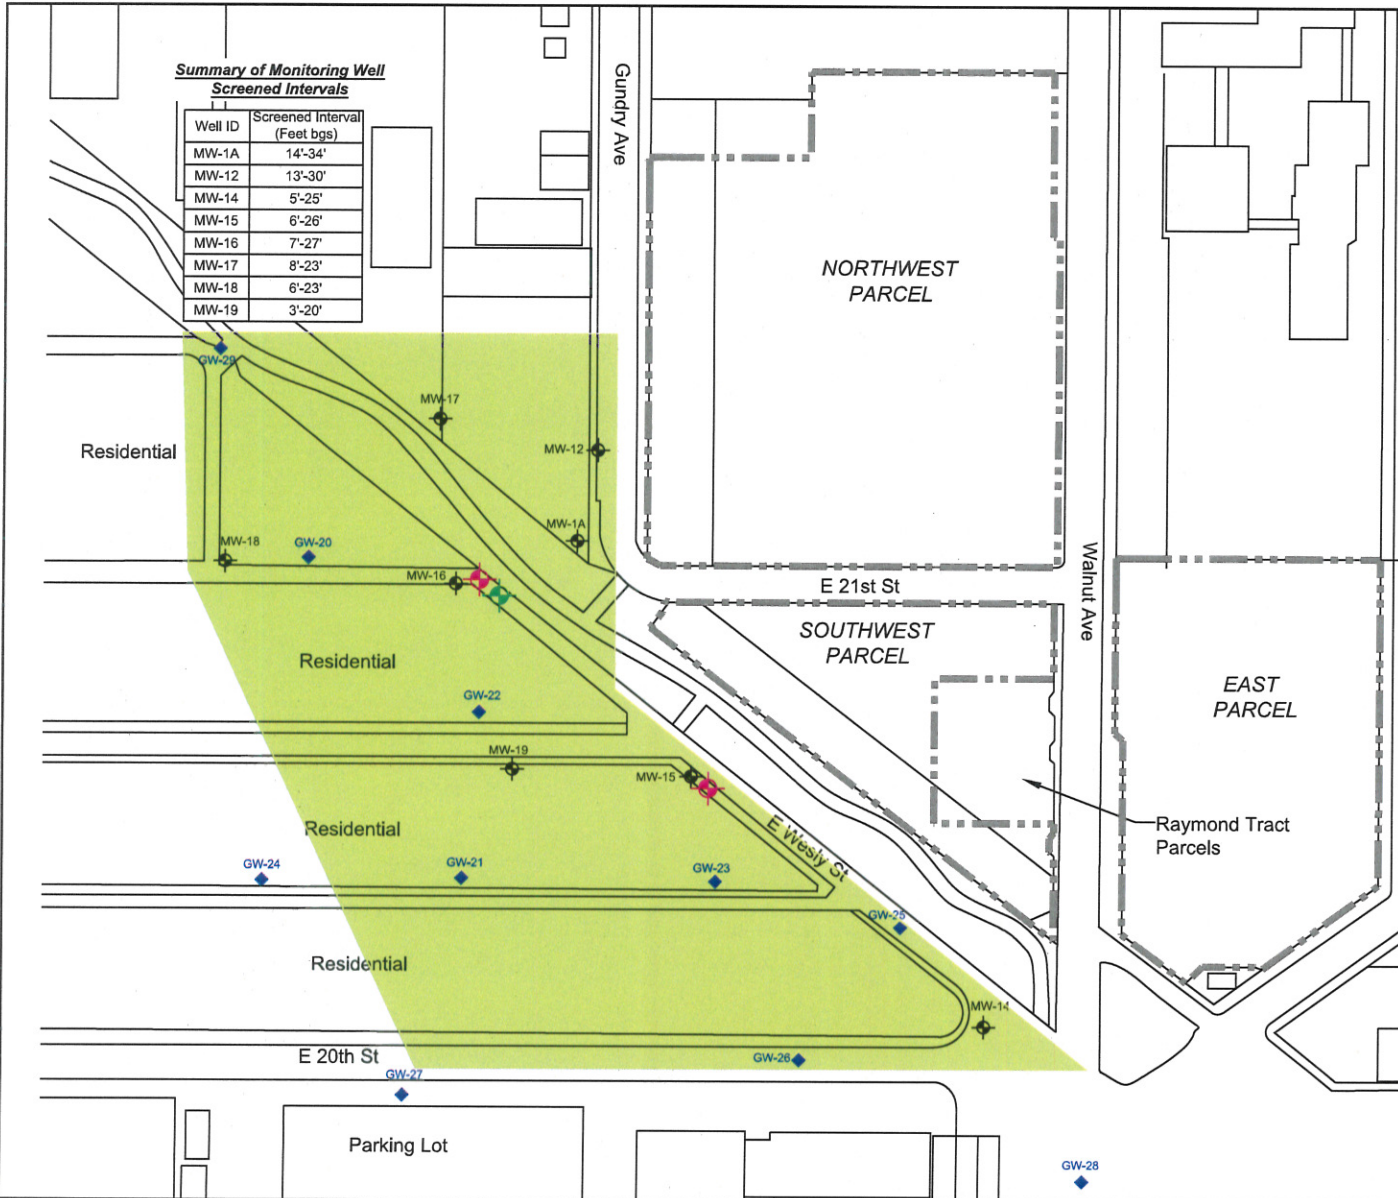 Summary of Monitoring Well
Screened Intervals
Well ID
Screened Interval
(Feet bgs)
MW-1A 14'-34'
MW-12 13'-30'
MW-14 5'-25'
MW-15 6'-26'
MW-16 7'-27'
MW-17 8'-23'
MW-18 6'-23'
MW-19 3'-20'
Gundry Ave
NORTHWEST
PARCEL
GW-29
MW-17
Residential
MW-12
MW-1A
MW-18
GW-20
MW-16
E 21st St
Walnut Ave
SOUTHWEST
PARCEL
Residential
EAST
PARCEL
GW-22
MW-19
MW-15
Raymond Tract
Parcels
Residential
E Wesly St
GW-24
GW-21
GW-23
GW-25
Residential
MW-14
E 20th St
GW-26
GW-27
Parking Lot
GW-28